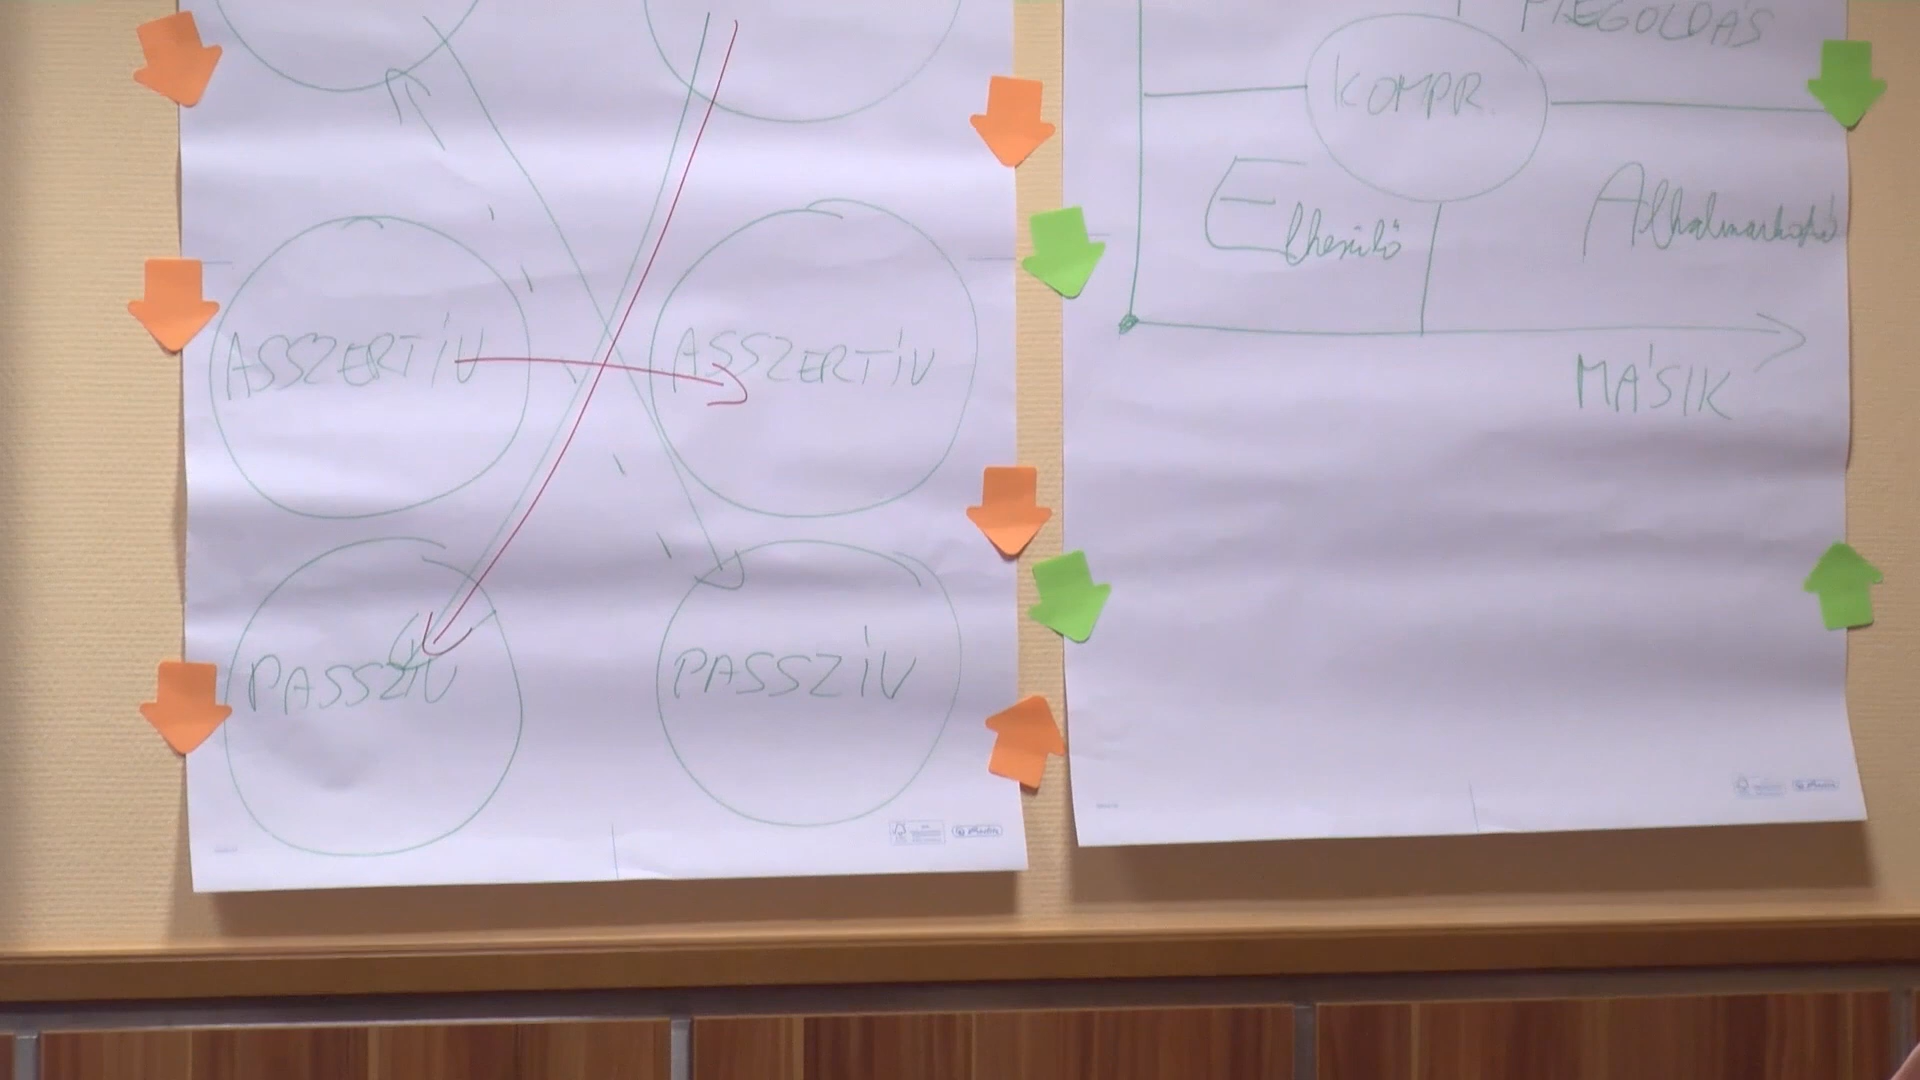 ASSZERTÍV ASSZERTÍV
PASSZÍV PASSZÍV
MEGOLDÁS
KOMPR.
Elkerülő Alkalmazkodó
MÁSIK